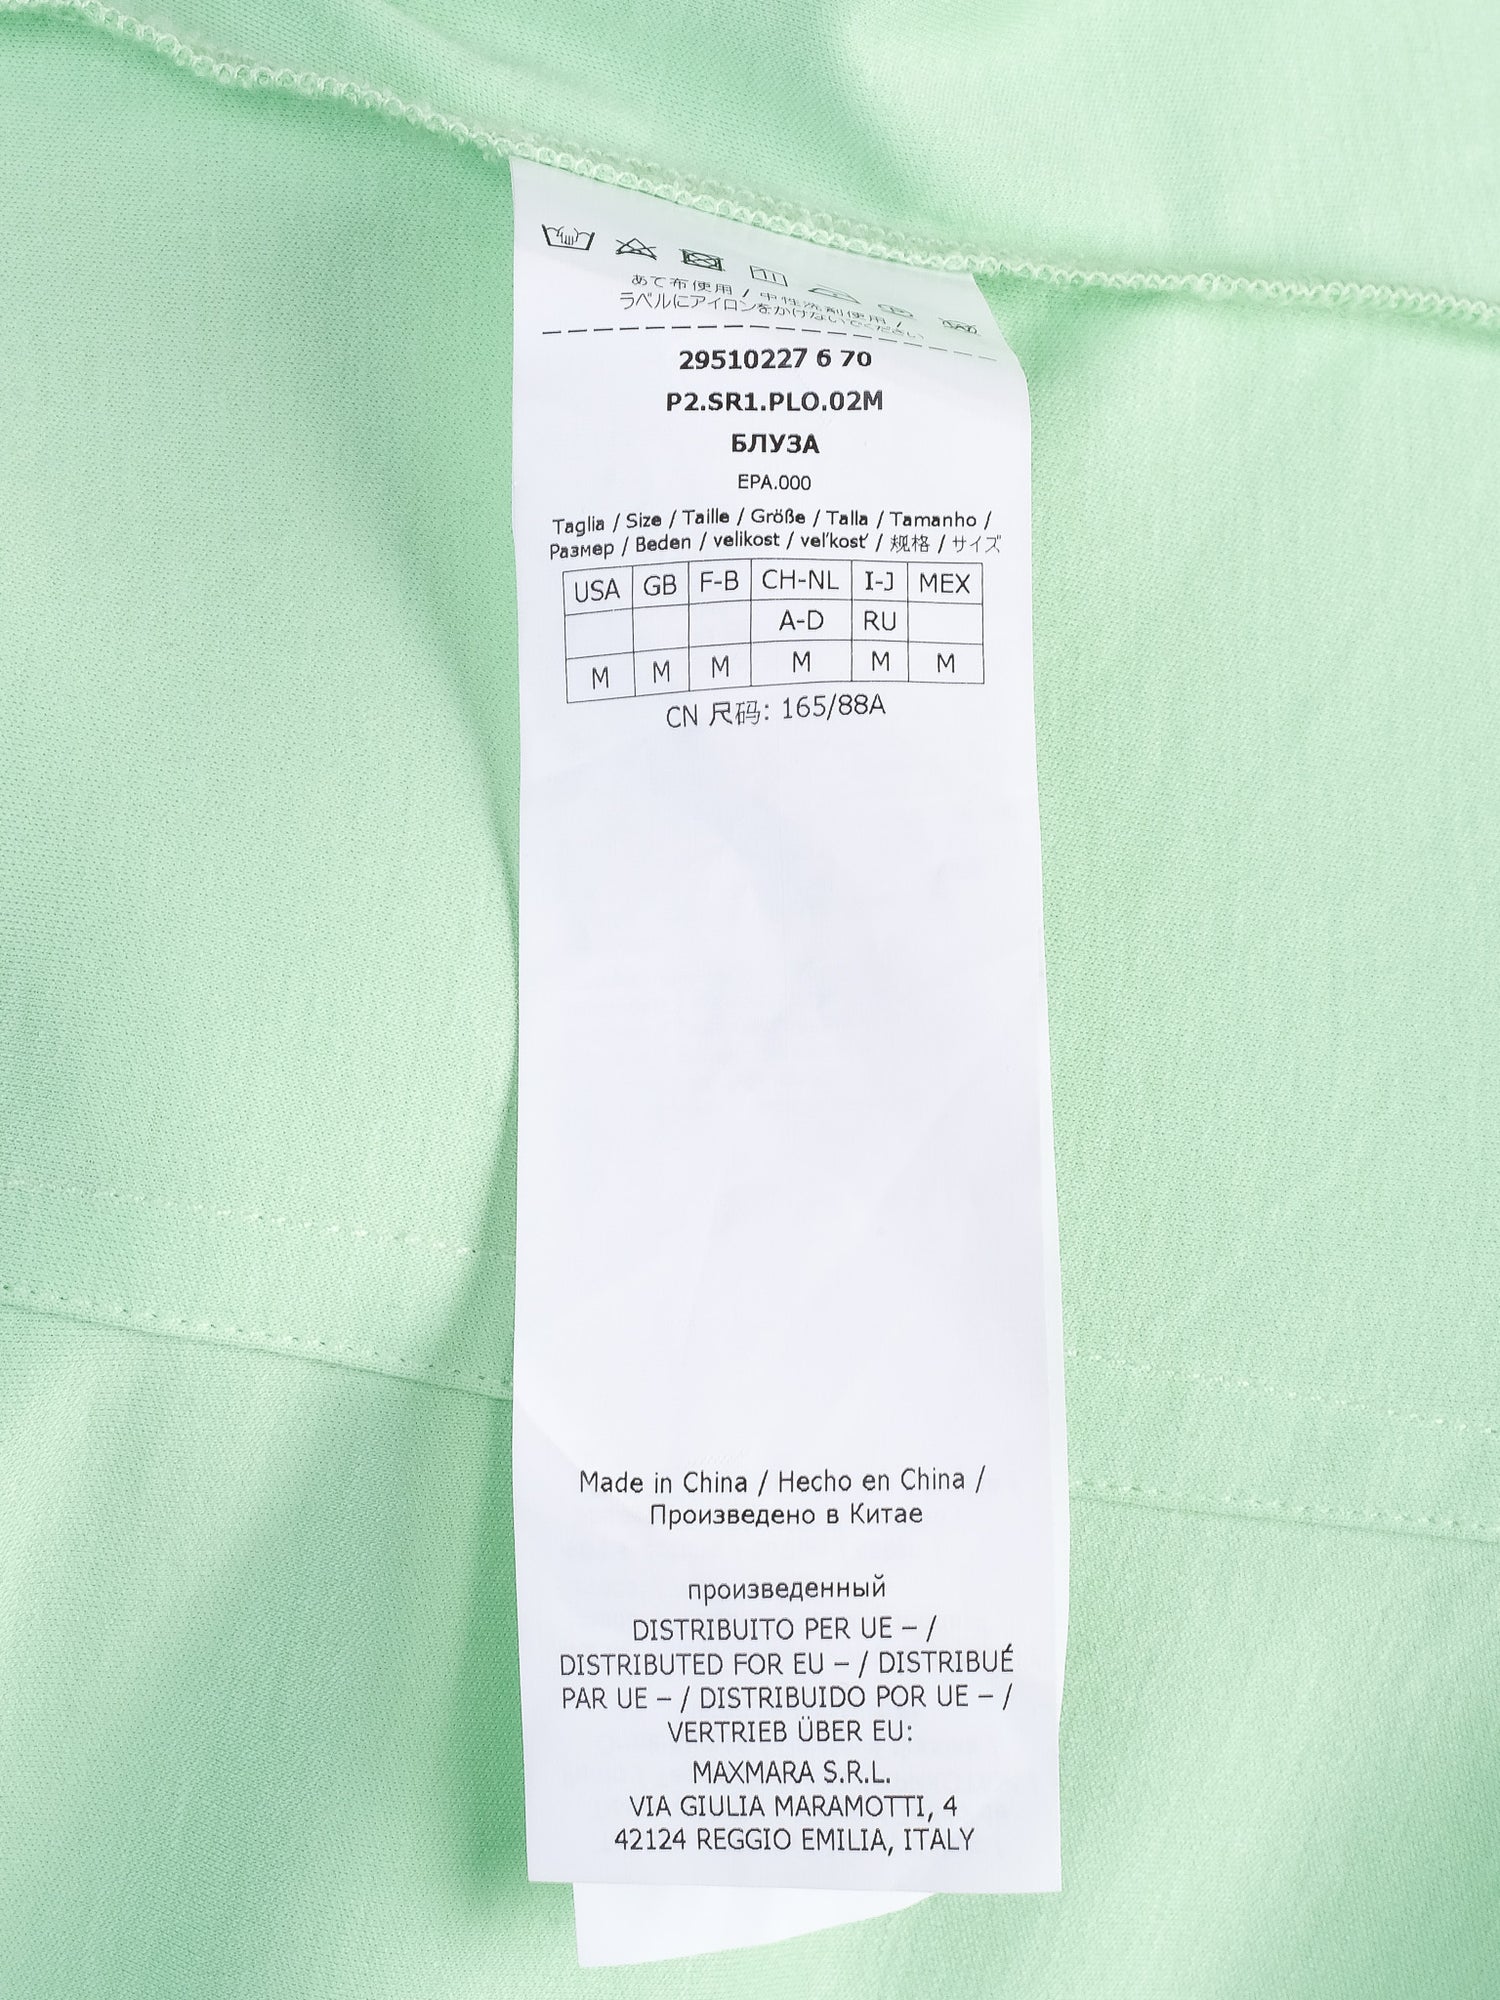 あて布使用 / 中性洗剤使用 /
ラベルにアイロンをかけないでください
29510227 6 70
P2.SR1.PLO.02M
БЛУЗА
EPA.000
Taglia / Size / Taille / Größe / Talla / Tamanho /
Размер / Beden / velikost / veľkosť / 规格 / サイズ
USA GB F-B CH-NL I-J MEX
A-D RU
M M M M M M
CN 尺码: 165/88A
Made in China / Hecho en China /
Произведено в Китае
произведенный
DISTRIBUITO PER UE – /
DISTRIBUTED FOR EU – / DISTRIBUÉ
PAR UE – / DISTRIBUIDO POR UE – /
VERTRIEB ÜBER EU:
MAXMARA S.R.L.
VIA GIULIA MARAMOTTI, 4
42124 REGGIO EMILIA, ITALY